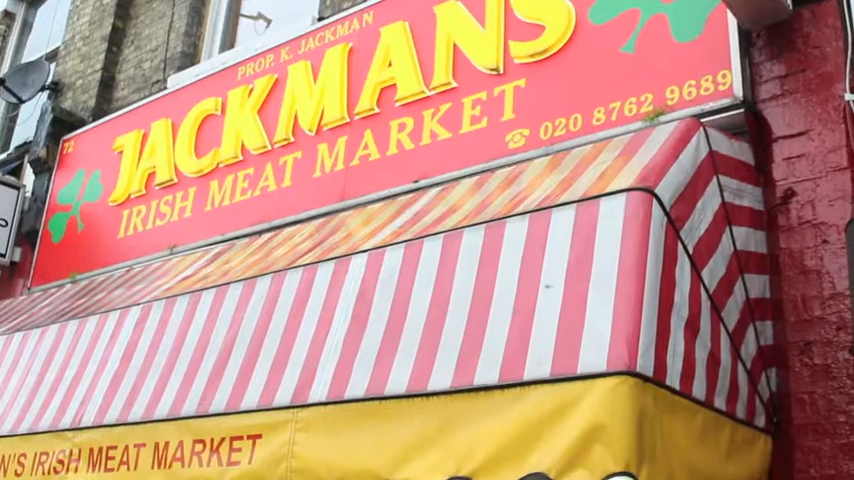 PROP. K. JACKMAN
72
JACKMANS
IRISH MEAT MARKET
020 8762 9689
N'S IRISH MEAT MARKET